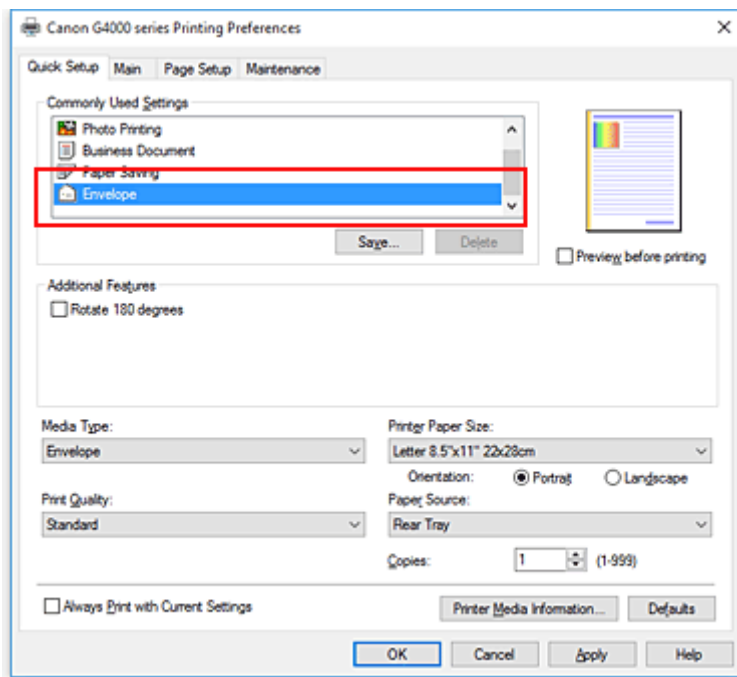 Canon G4000 series Printing Preferences
Quick Setup Main Page Setup Maintenance
Commonly Used Settings
Photo Printing
Business Document
Paper Saving
Envelope
Save... Delete
Preview before printing
Additional Features
Rotate 180 degrees
Media Type: Printer Paper Size:
Envelope Letter 8.5"x11" 22x28cm
Orientation: Portrait Landscape
Print Quality: Paper Source:
Standard Rear Tray
Copies: 1 (1-999)
Always Print with Current Settings Printer Media Information... Defaults
OK Cancel Apply Help